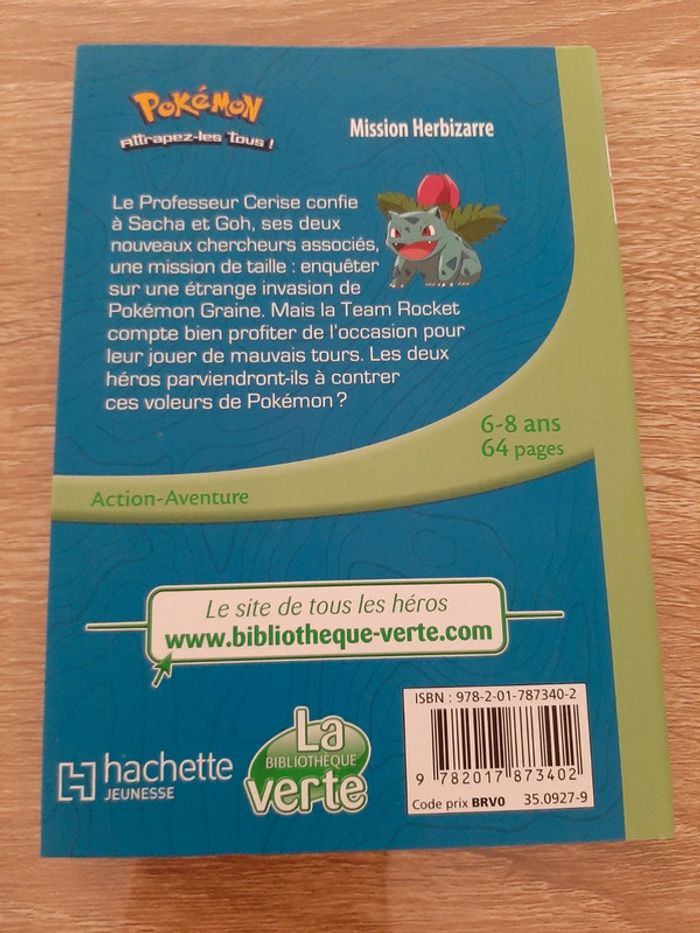 POKéMON
Attrapez-les tous !
Mission Herbizarre
Le Professeur Cerise confie
à Sacha et Goh, ses deux
nouveaux chercheurs associés,
une mission de taille : enquêter
sur une étrange invasion de
Pokémon Graine. Mais la Team Rocket
compte bien profiter de l'occasion pour
leur jouer de mauvais tours. Les deux
héros parviendront-ils à contrer
ces voleurs de Pokémon ?
6-8 ans
64 pages
Action-Aventure
Le site de tous les héros
www.bibliotheque-verte.com
ISBN : 978-2-01-787340-2
9 782017 873402
Code prix BRV0 35.0927-9
hachette
JEUNESSE
La
BIBLIOTHÈQUE
verte